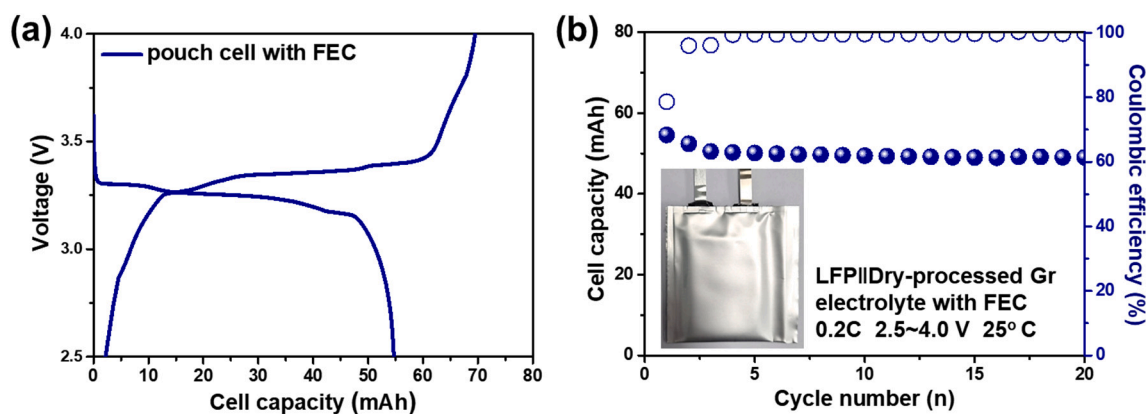 (a)
pouch cell with FEC
4.0
3.5
3.0
2.5
Voltage (V)
0 10 20 30 40 50 60 70 80
Cell capacity (mAh)
(b)
80
60
40
20
0
Cell capacity (mAh)
100
80
60
40
20
0
Coulombic efficiency (%)
LFP||Dry-processed Gr
electrolyte with FEC
0.2C 2.5~4.0 V 25° C
0 5 10 15 20
Cycle number (n)